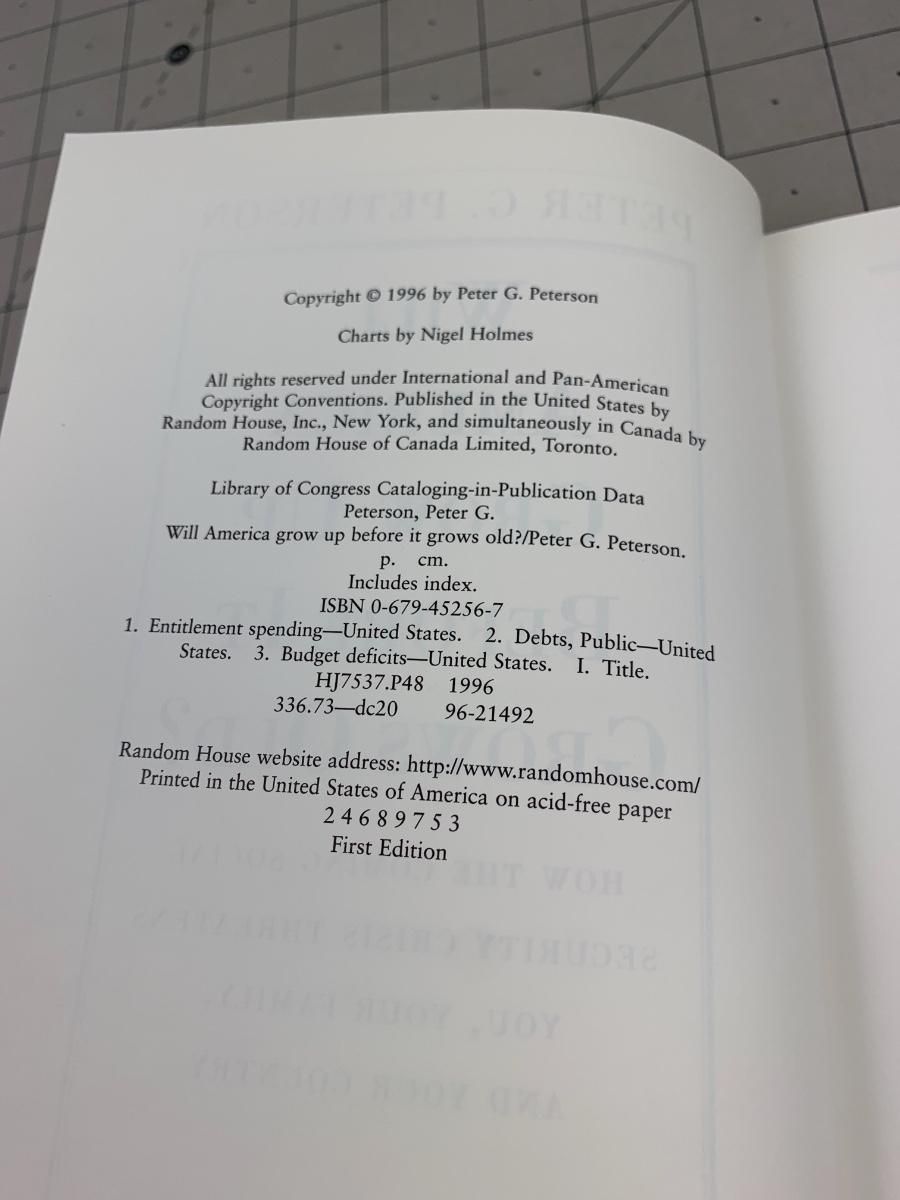 Copyright © 1996 by Peter G. Peterson
Charts by Nigel Holmes
All rights reserved under International and Pan-American
Copyright Conventions. Published in the United States by
Random House, Inc., New York, and simultaneously in Canada by
Random House of Canada Limited, Toronto.
Library of Congress Cataloging-in-Publication Data
Peterson, Peter G.
Will America grow up before it grows old?/Peter G. Peterson.
p. cm.
Includes index.
ISBN 0-679-45256-7
1. Entitlement spending—United States. 2. Debts, Public—United
States. 3. Budget deficits—United States. I. Title.
HJ7537.P48 1996
336.73—dc20 96-21492
Random House website address: http://www.randomhouse.com/
Printed in the United States of America on acid-free paper
2 4 6 8 9 7 5 3
First Edition